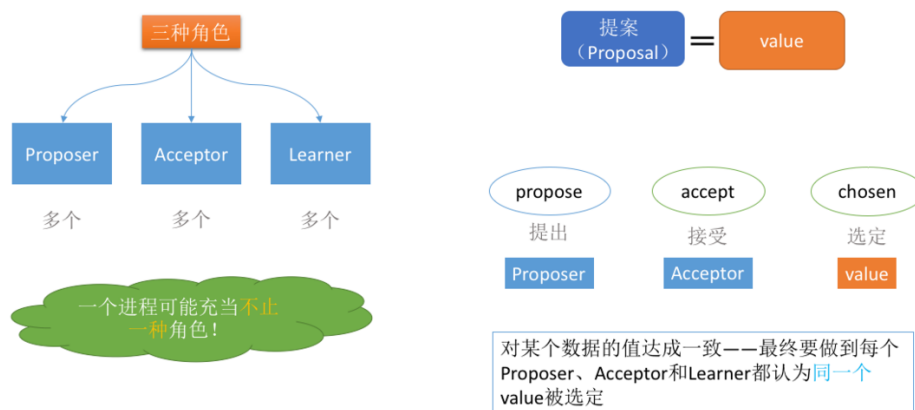 三种角色
Proposer
Acceptor
Learner
多个
多个
多个
一个进程可能充当不止
一种角色！
提案
（Proposal）
=
value
propose
accept
chosen
提出
接受
选定
Proposer
Acceptor
value
对某个数据的值达成一致——最终要做到每个
Proposer、Acceptor和Learner都认为同一个
value被选定